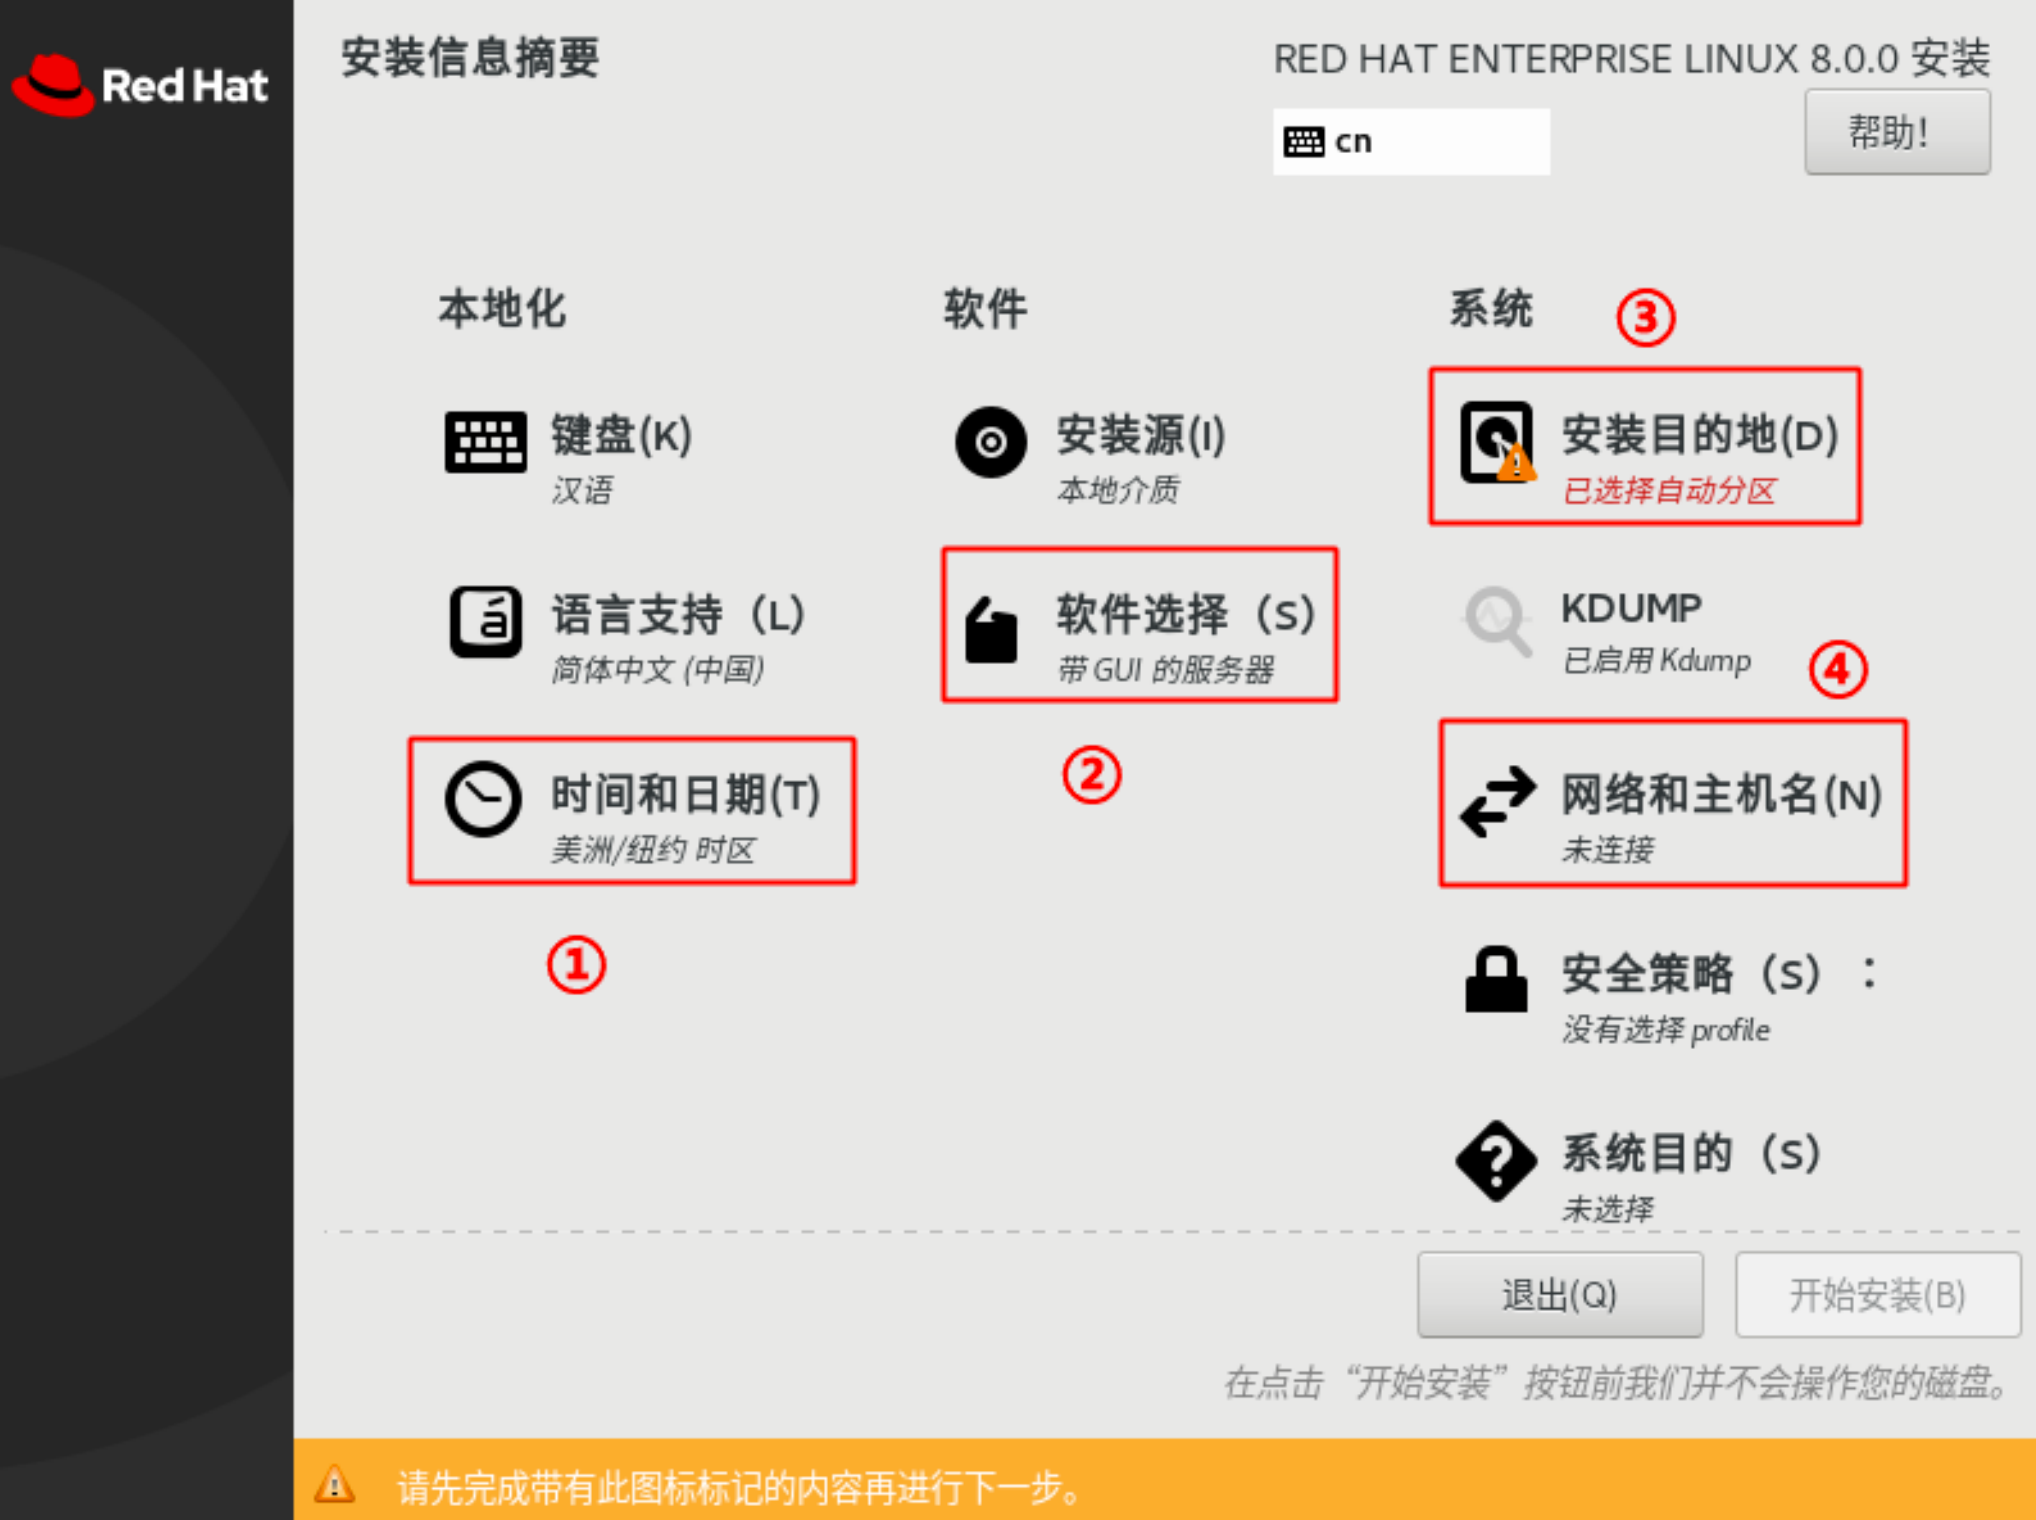 Red Hat
安装信息摘要
RED HAT ENTERPRISE LINUX 8.0.0 安装
cn
帮助！
本地化
键盘(K)
汉语
语言支持（L）
简体中文 (中国)
时间和日期(T)
美洲/纽约 时区
①
软件
安装源(I)
本地介质
软件选择（S）
带 GUI 的服务器
②
系统
③
安装目的地(D)
已选择自动分区
KDUMP
已启用 Kdump
④
网络和主机名(N)
未连接
安全策略（S）：
没有选择 profile
系统目的（S）
未选择
退出(Q)
开始安装(B)
在点击“开始安装”按钮前我们并不会操作您的磁盘。
请先完成带有此图标标记的内容再进行下一步。